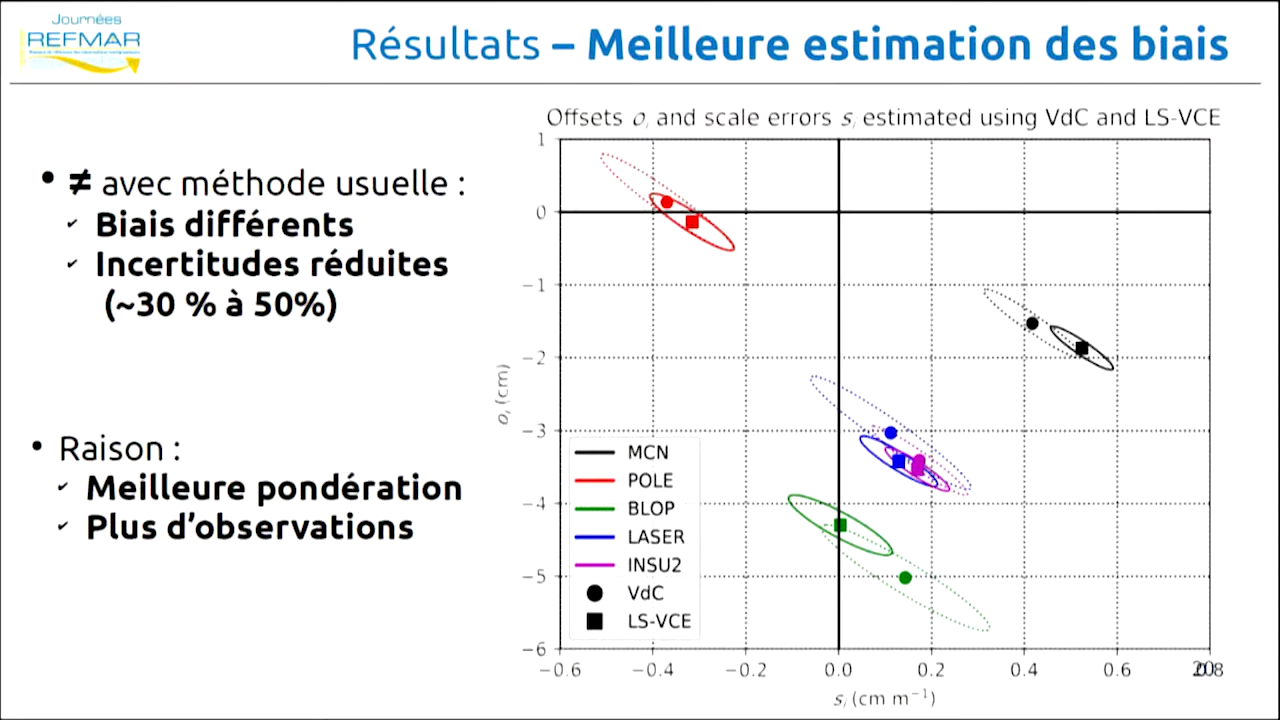 Journées
REFMAR
Résultats – Meilleure estimation des biais
• ≠ avec méthode usuelle :
✓ Biais différents
✓ Incertitudes réduites
(~30 % à 50%)
• Raison :
✓ Meilleure pondération
✓ Plus d'observations
Offsets oᵢ and scale errors sᵢ estimated using VdC and LS-VCE
1
0
−1
−2
−3
−4
−5
−6
oᵢ (cm)
MCN
POLE
BLOP
LASER
INSU2
VdC
LS-VCE
−0.6 −0.4 −0.2 0.0 0.2 0.4 0.6 0.8
20
sᵢ (cm m⁻¹)